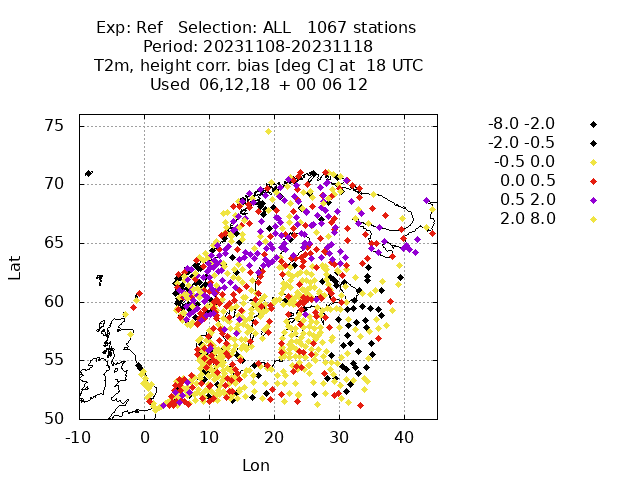 Exp: Ref   Selection: ALL   1067 stations
Period: 20231108-20231118
T2m, height corr. bias [deg C] at  18 UTC
Used  06,12,18  + 00 06 12
-8.0 -2.0
-2.0 -0.5
-0.5 0.0
0.0 0.5
0.5 2.0
2.0 8.0
75
70
65
60
55
50
Lat
-10 0 10 20 30 40
Lon